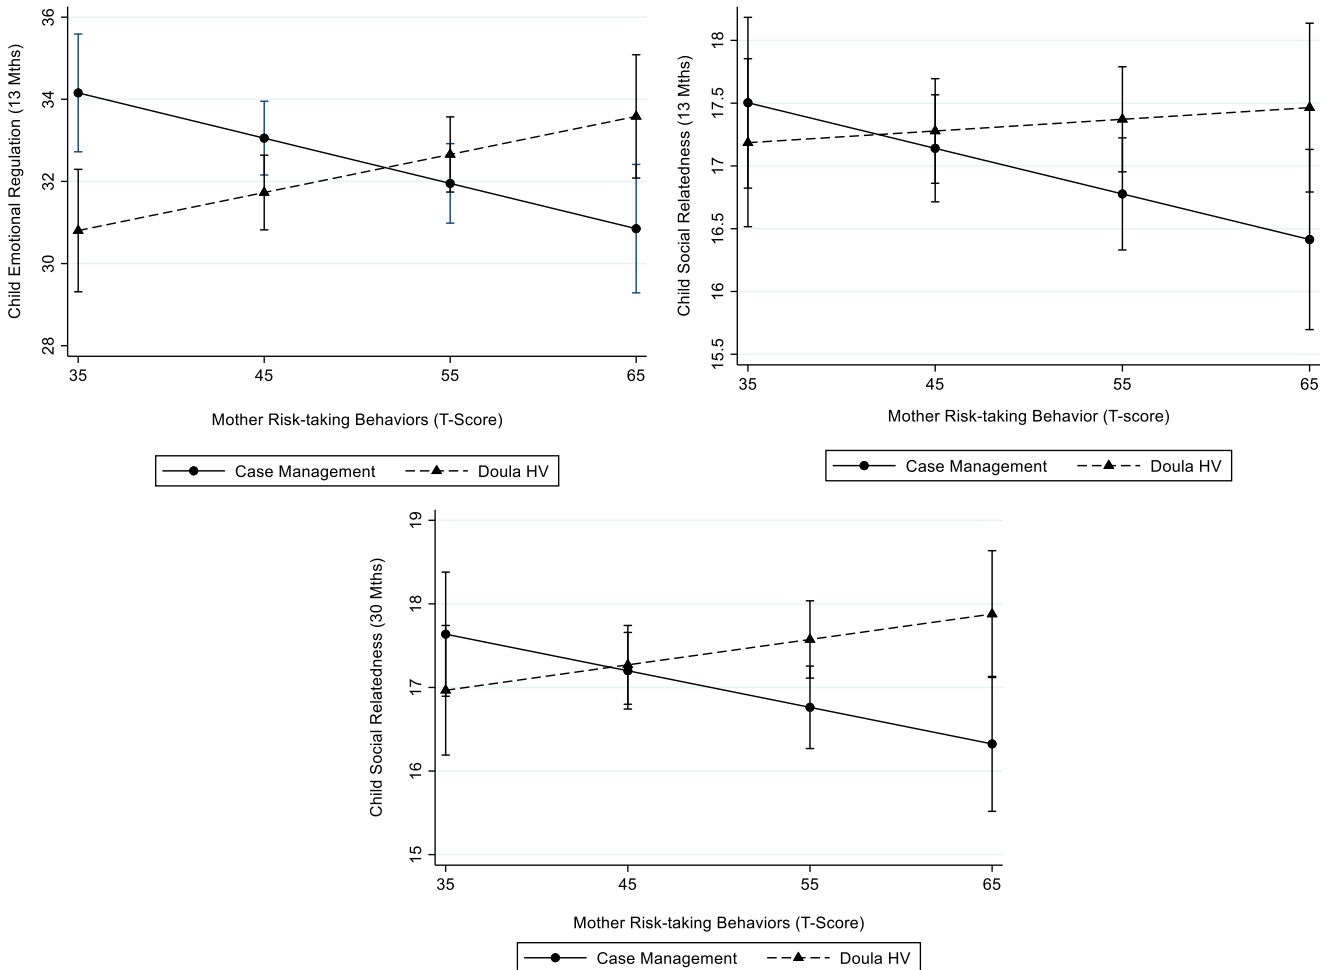 Child Emotional Regulation (13 Mths)
36
34
32
30
28
35 45 55 65
Mother Risk-taking Behaviors (T-Score)
Case Management Doula HV
Child Social Relatedness (13 Mths)
18
17.5
17
16.5
16
15.5
35 45 55 65
Mother Risk-taking Behavior (T-score)
Case Management Doula HV
Child Social Relatedness (30 Mths)
19
18
17
16
15
35 45 55 65
Mother Risk-taking Behaviors (T-Score)
Case Management Doula HV